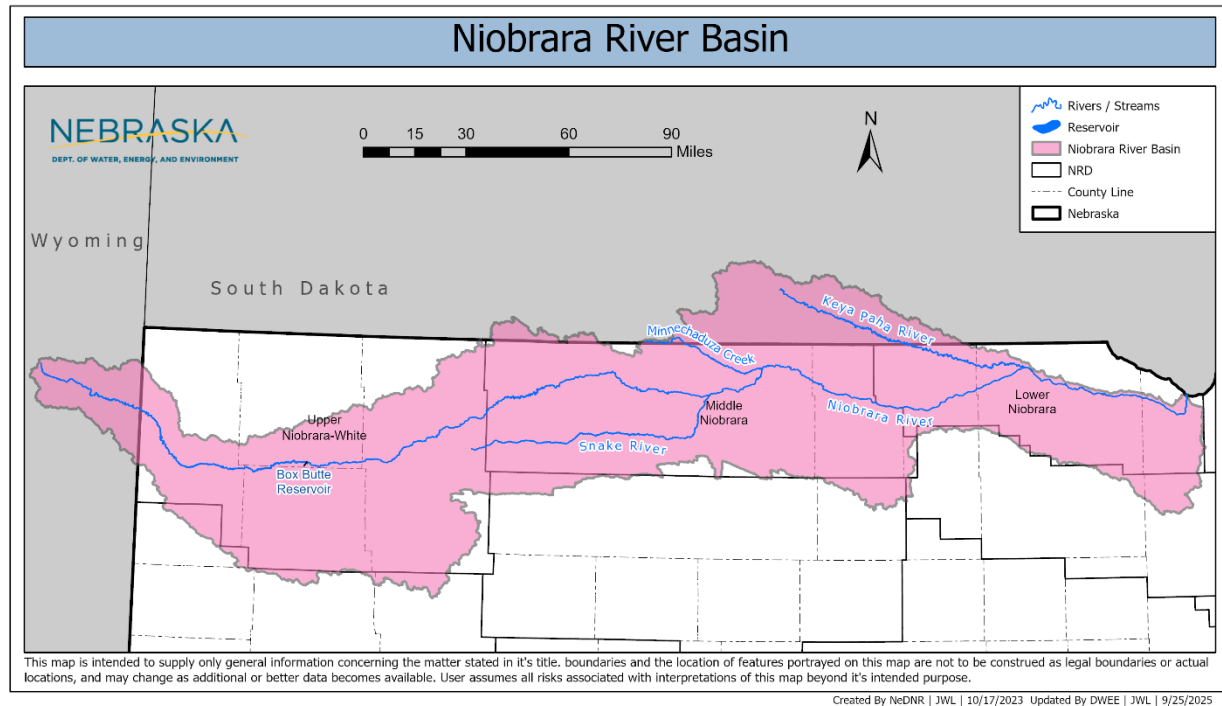 Niobrara River Basin
NEBRASKA
DEPT. OF WATER, ENERGY, AND ENVIRONMENT
0 15 30 60 90
Miles
N
Rivers / Streams
Reservoir
Niobrara River Basin
NRD
County Line
Nebraska
Wyoming
South Dakota
Keya Paha River
Minnechaduza Creek
Upper
Niobrara-White
Middle
Niobrara
Niobrara River
Lower
Niobrara
Snake River
Box Butte
Reservoir
This map is intended to supply only general information concerning the matter stated in it's title. boundaries and the location of features portrayed on this map are not to be construed as legal boundaries or actual
locations, and may change as additional or better data becomes available. User assumes all risks associated with interpretations of this map beyond it's intended purpose.
Created By NeDNR | JWL | 10/17/2023 Updated By DWEE | JWL | 9/25/2025